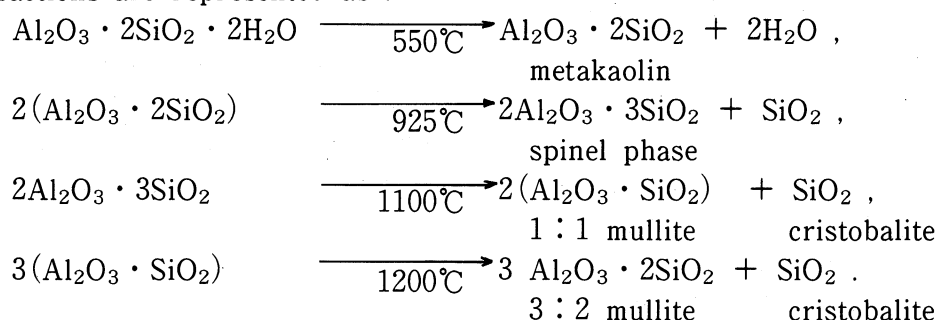 Al₂O₃・2SiO₂・2H₂O ⟶ 550℃ Al₂O₃・2SiO₂ + 2H₂O ,
metakaolin
2(Al₂O₃・2SiO₂) ⟶ 925℃ 2Al₂O₃・3SiO₂ + SiO₂ ,
spinel phase
2Al₂O₃・3SiO₂ ⟶ 1100℃ 2(Al₂O₃・SiO₂) + SiO₂ ,
1：1 mullite cristobalite
3(Al₂O₃・SiO₂) ⟶ 1200℃ 3 Al₂O₃・2SiO₂ + SiO₂ .
3：2 mullite cristobalite